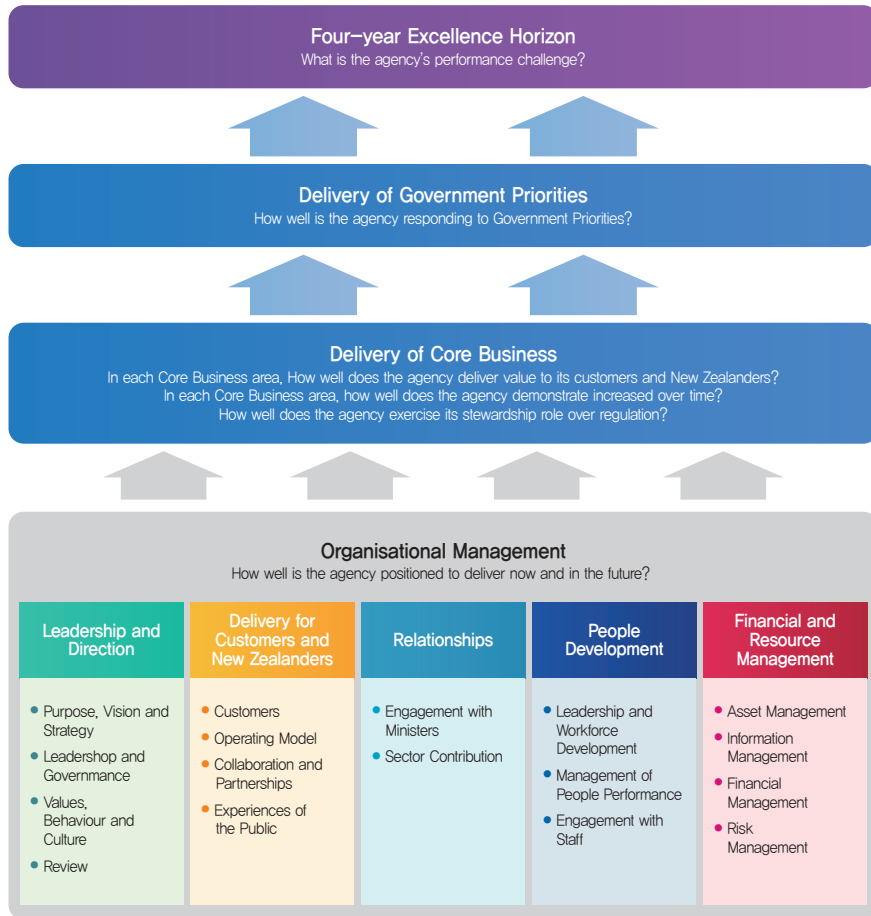 Four-year Excellence Horizon
What is the agency's performance challenge?
Delivery of Government Priorities
How well is the agency responding to Government Priorities?
Delivery of Core Business
In each Core Business area, How well does the agency deliver value to its customers and New Zealanders?
In each Core Business area, how well does the agency demonstrate increased over time?
How well does the agency exercise its stewardship role over regulation?
Organisational Management
How well is the agency positioned to deliver now and in the future?
Leadership and
Direction
• Purpose, Vision and
Strategy
• Leadershop and
Governmance
• Values,
Behaviour and
Culture
• Review
Delivery for
Customers and
New Zealanders
• Customers
• Operating Model
• Collaboration and
Partnerships
• Experiences of
the Public
Relationships
• Engagement with
Ministers
• Sector Contribution
People
Development
• Leadership and
Workforce
Development
• Management of
People Performance
• Engagement with
Staff
Financial and
Resource
Management
• Asset Management
• Information
Management
• Financial
Management
• Risk
Management